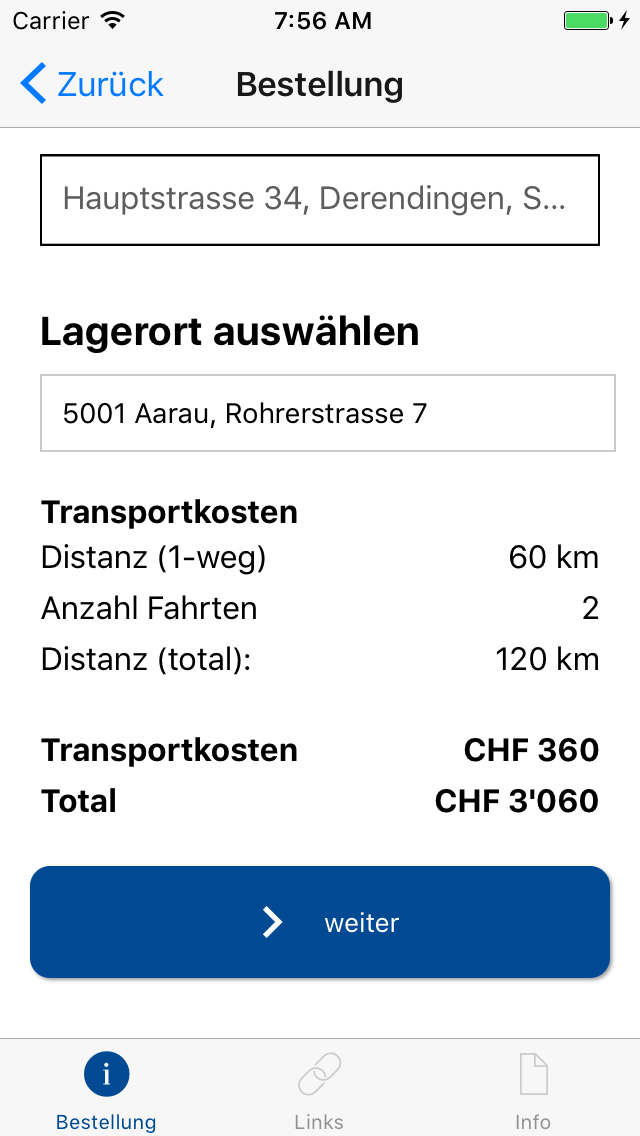 Carrier 7:56 AM
Zurück Bestellung
Hauptstrasse 34, Derendingen, S...
Lagerort auswählen
5001 Aarau, Rohrerstrasse 7
Transportkosten
Distanz (1-weg) 60 km
Anzahl Fahrten 2
Distanz (total): 120 km
Transportkosten CHF 360
Total CHF 3'060
weiter
Bestellung Links Info